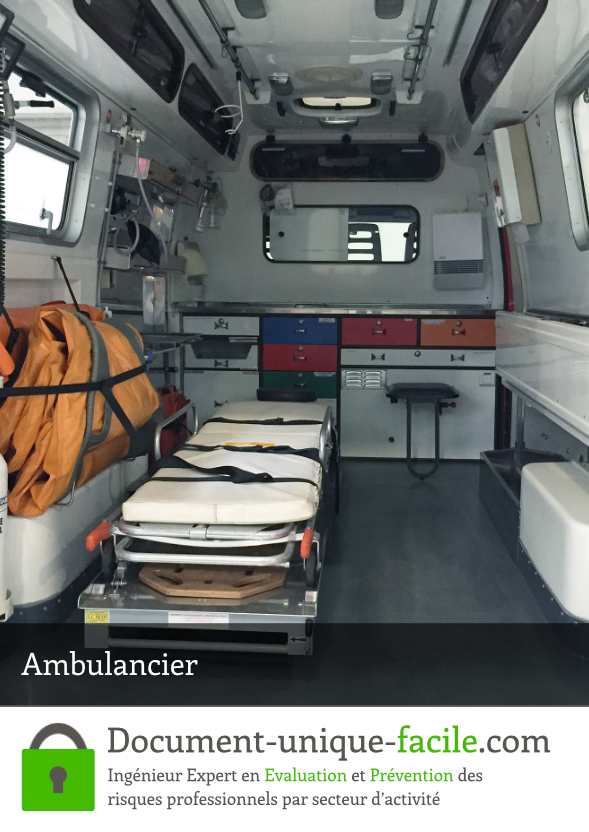 Ambulancier
Document-unique-facile.com
Ingénieur Expert en Evaluation et Prévention des
risques professionnels par secteur d'activité